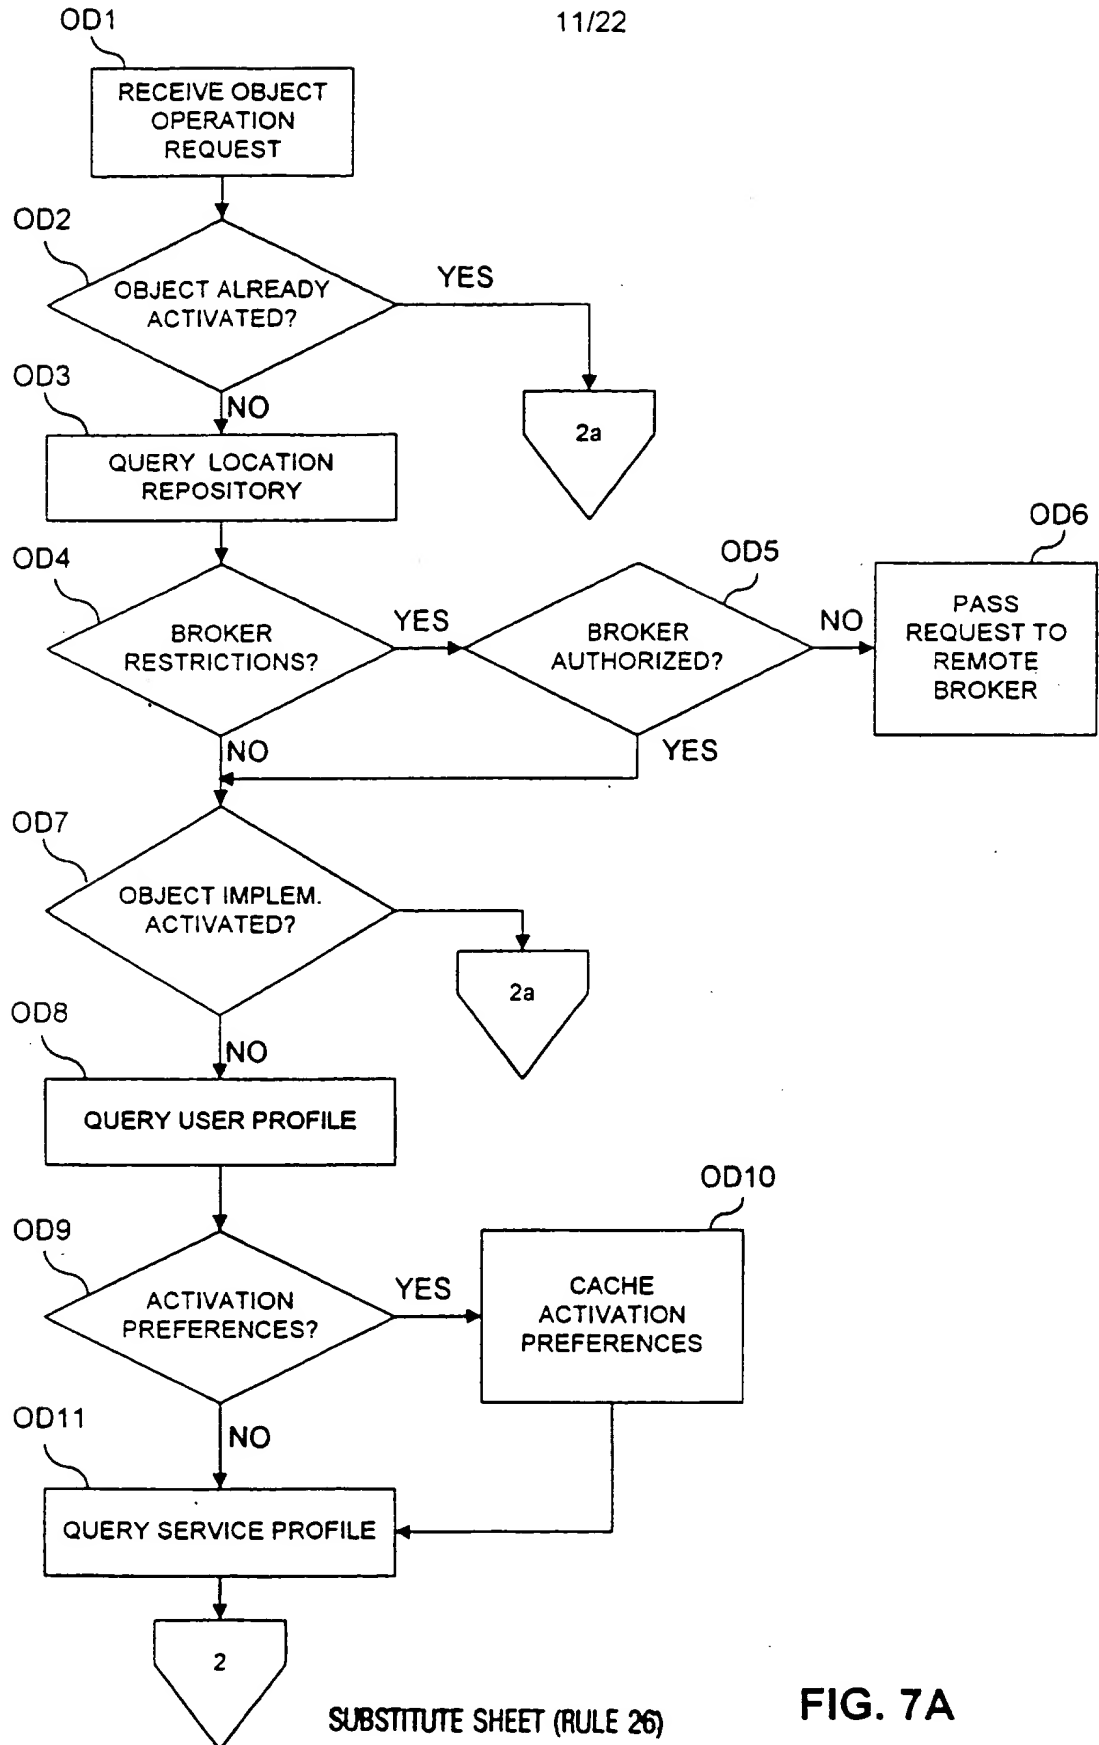 OD1
11/22
RECEIVE OBJECT
OPERATION
REQUEST
OD2
OBJECT ALREADY
ACTIVATED?
YES
2a
NO
OD3
QUERY LOCATION
REPOSITORY
OD4
BROKER
RESTRICTIONS?
YES
OD5
BROKER
AUTHORIZED?
NO
OD6
PASS
REQUEST TO
REMOTE
BROKER
NO
YES
OD7
OBJECT IMPLEM.
ACTIVATED?
2a
NO
OD8
QUERY USER PROFILE
OD9
ACTIVATION
PREFERENCES?
YES
OD10
CACHE
ACTIVATION
PREFERENCES
NO
OD11
QUERY SERVICE PROFILE
2
SUBSTITUTE SHEET (RULE 26)
FIG. 7A